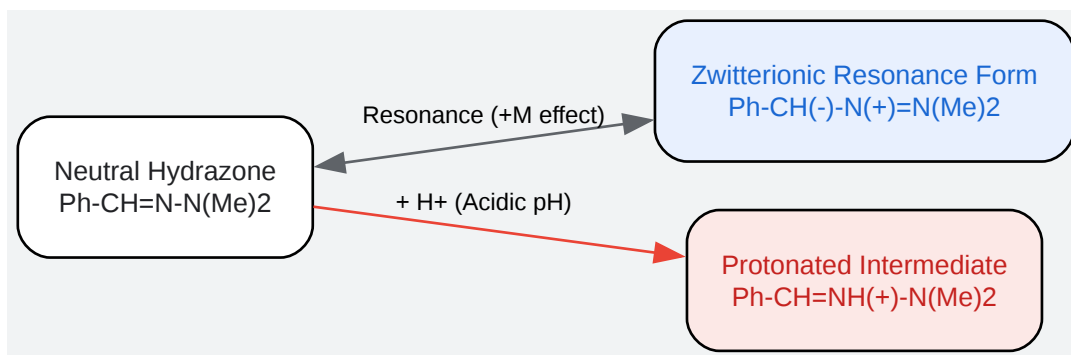 Zwitterionic Resonance Form
Ph-CH(-)-N(+)=N(Me)2
Resonance (+M effect)
Neutral Hydrazone
Ph-CH=N-N(Me)2
+ H+ (Acidic pH)
Protonated Intermediate
Ph-CH=NH(+)-N(Me)2